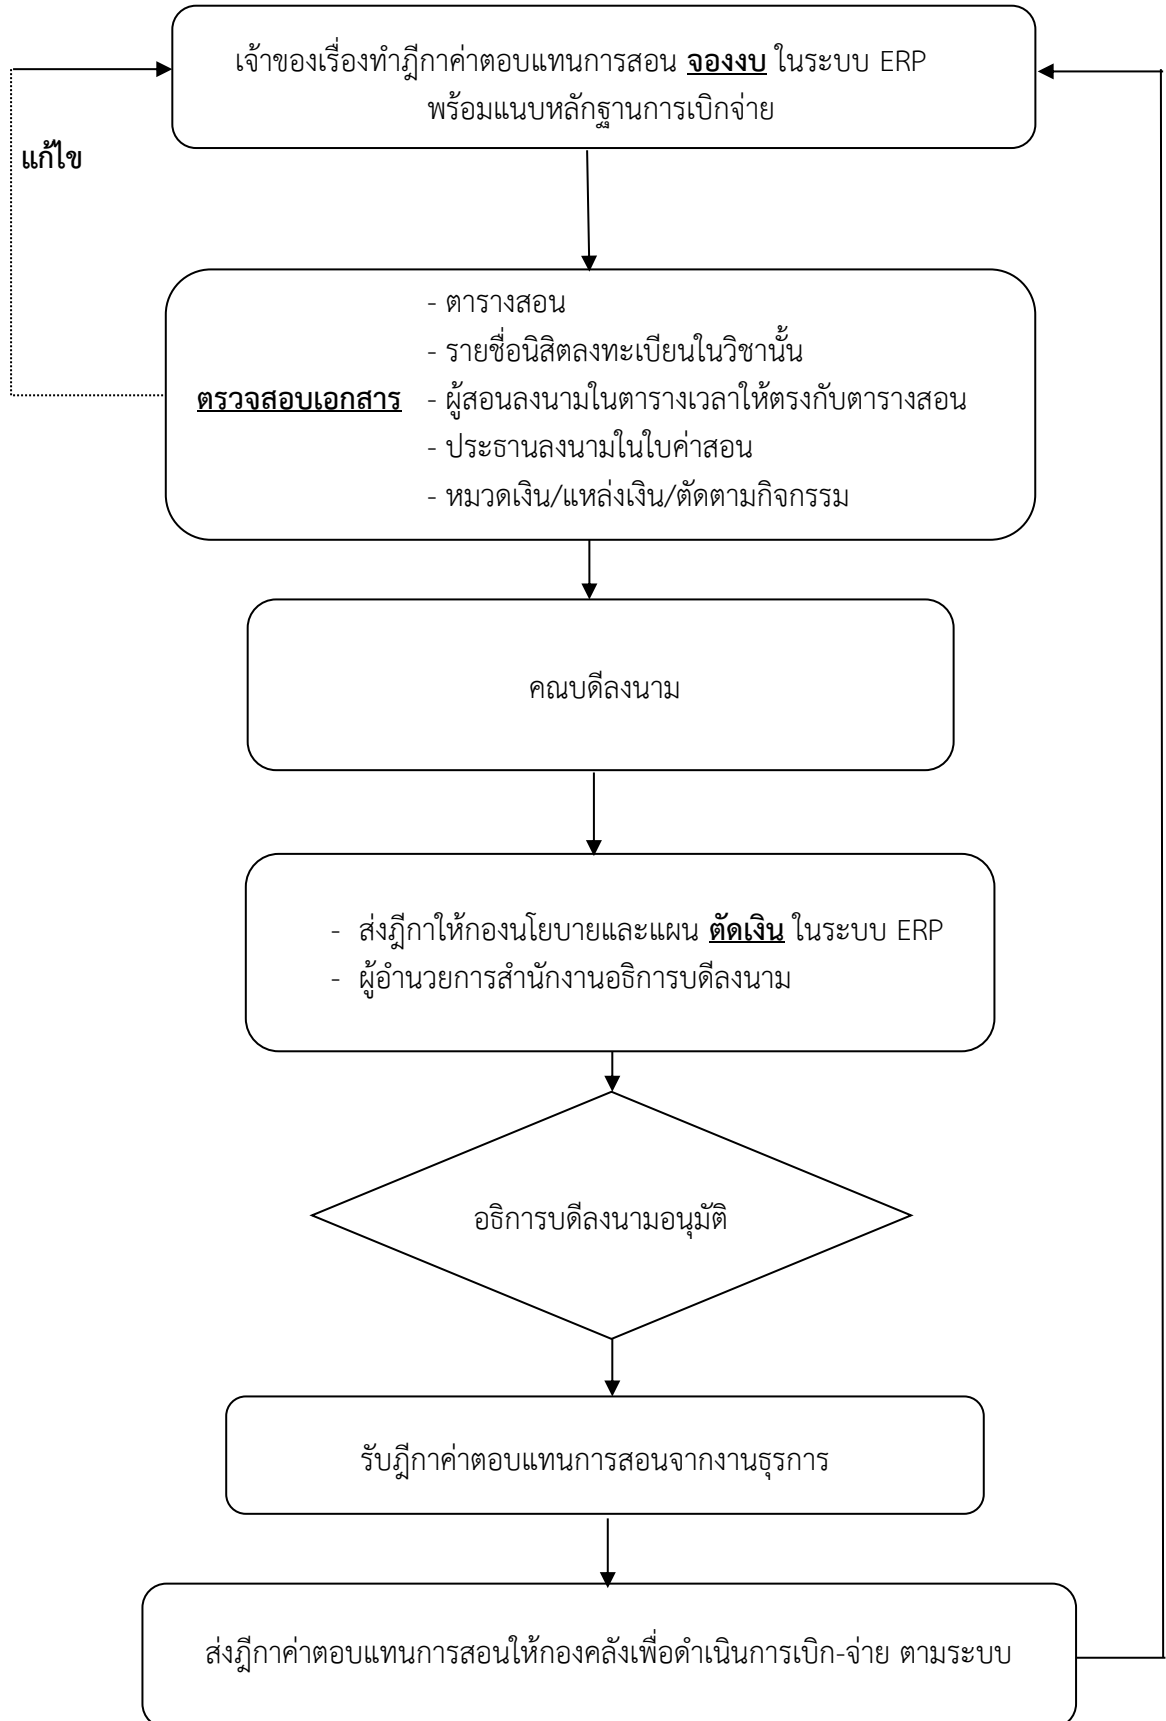 เจ้าของเรื่องทำฎีกาค่าตอบแทนการสอน จองงบ ในระบบ ERP
พร้อมแนบหลักฐานการเบิกจ่าย
แก้ไข
- ตารางสอน
- รายชื่อนิสิตลงทะเบียนในวิชานั้น
ตรวจสอบเอกสาร - ผู้สอนลงนามในตารางเวลาให้ตรงกับตารางสอน
- ประธานลงนามในใบค่าสอน
- หมวดเงิน/แหล่งเงิน/ตัดตามกิจกรรม
คณบดีลงนาม
- ส่งฎีกาให้กองนโยบายและแผน ตัดเงิน ในระบบ ERP
- ผู้อำนวยการสำนักงานอธิการบดีลงนาม
อธิการบดีลงนามอนุมัติ
รับฎีกาค่าตอบแทนการสอนจากงานธุรการ
ส่งฎีกาค่าตอบแทนการสอนให้กองคลังเพื่อดำเนินการเบิก-จ่าย ตามระบบ